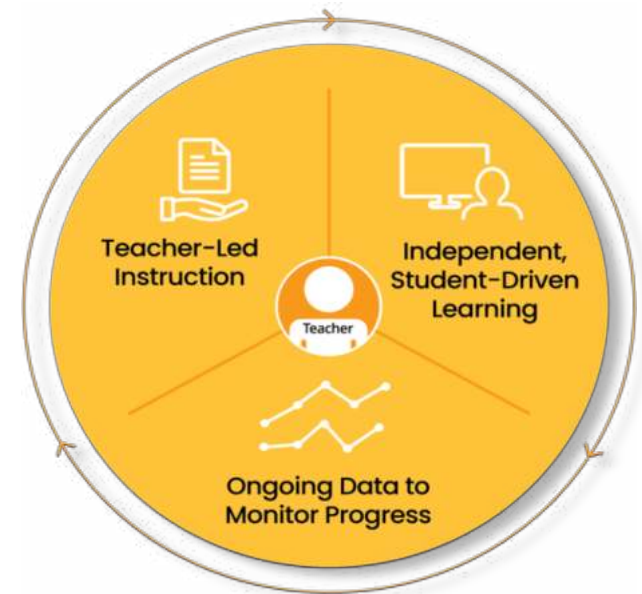 Teacher-Led
Instruction
Independent,
Student-Driven
Learning
Teacher
Ongoing Data to
Monitor Progress